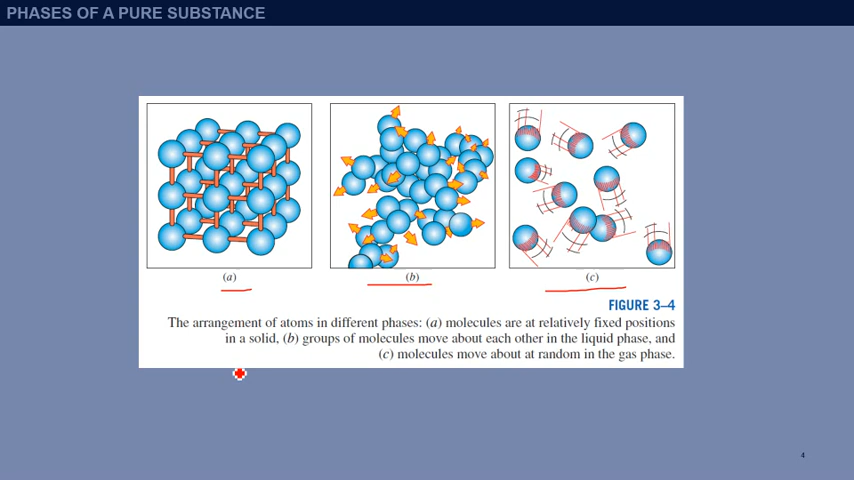 PHASES OF A PURE SUBSTANCE
(a)
(b)
(c)
FIGURE 3–4
The arrangement of atoms in different phases: (a) molecules are at relatively fixed positions
in a solid, (b) groups of molecules move about each other in the liquid phase, and
(c) molecules move about at random in the gas phase.
4